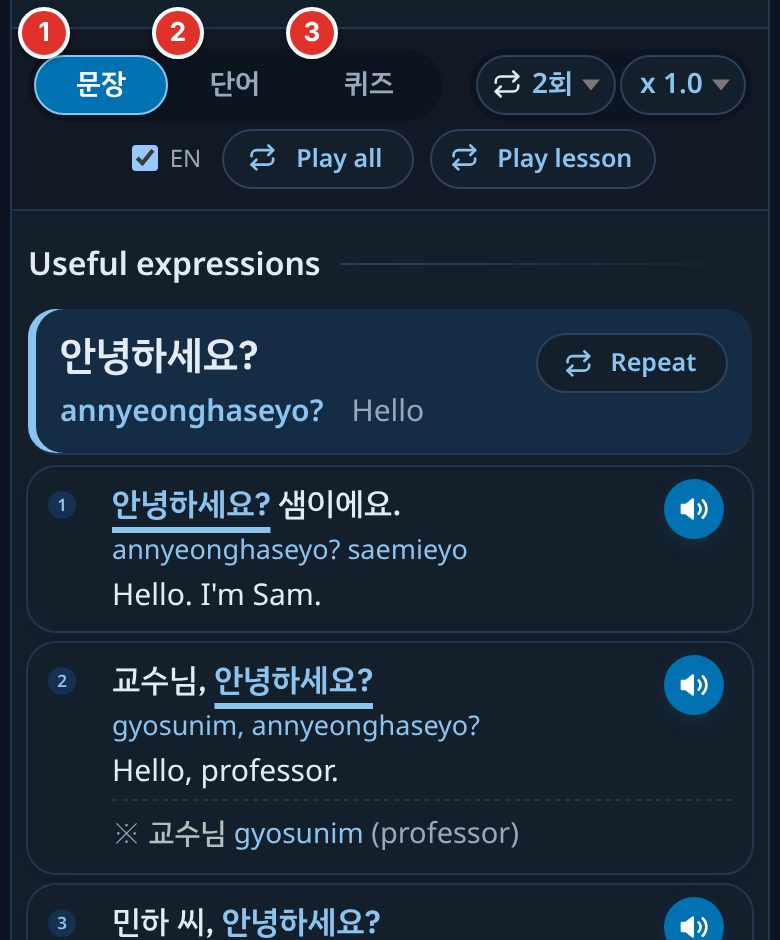 1 2 3
문장 단어 퀴즈 2회 x 1.0
EN Play all Play lesson
Useful expressions
안녕하세요? Repeat
annyeonghaseyo? Hello
1 안녕하세요? 샘이에요.
annyeonghaseyo? saemieyo
Hello. I'm Sam.
2 교수님, 안녕하세요?
gyosunim, annyeonghaseyo?
Hello, professor.
※ 교수님 gyosunim (professor)
3 민하 씨, 안녕하세요?